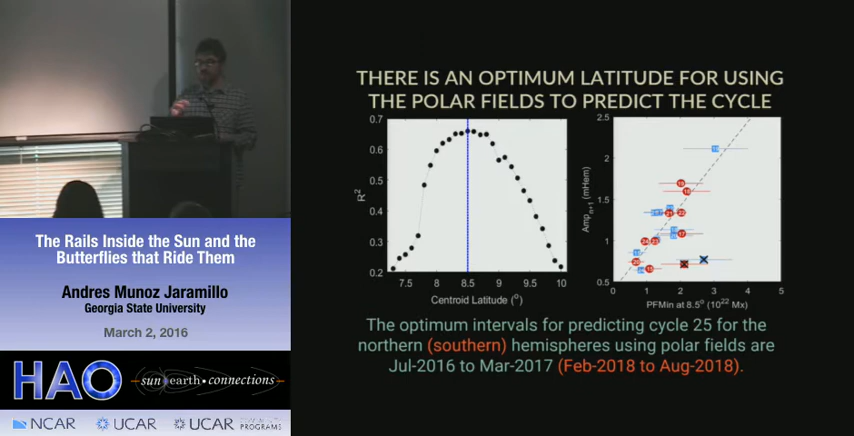 The Rails Inside the Sun and the
Butterflies that Ride Them
Andres Munoz Jaramillo
Georgia State University
March 2, 2016
HAO
sun earth • connections
NCAR
UCAR
UCAR
PROGRAMS
THERE IS AN OPTIMUM LATITUDE FOR USING
THE POLAR FIELDS TO PREDICT THE CYCLE
0.7
0.6
0.5
0.4
0.3
0.2
R²
7.5
8
8.5
9
9.5
10
Centroid Latitude (º)
2.5
2
1.5
1
0.5
Ampₙ₊₁ (mHem)
0
1
2
3
4
5
PFMin at 8.5º (10²² Mx)
The optimum intervals for predicting cycle 25 for the
northern (southern) hemispheres using polar fields are
Jul-2016 to Mar-2017 (Feb-2018 to Aug-2018).